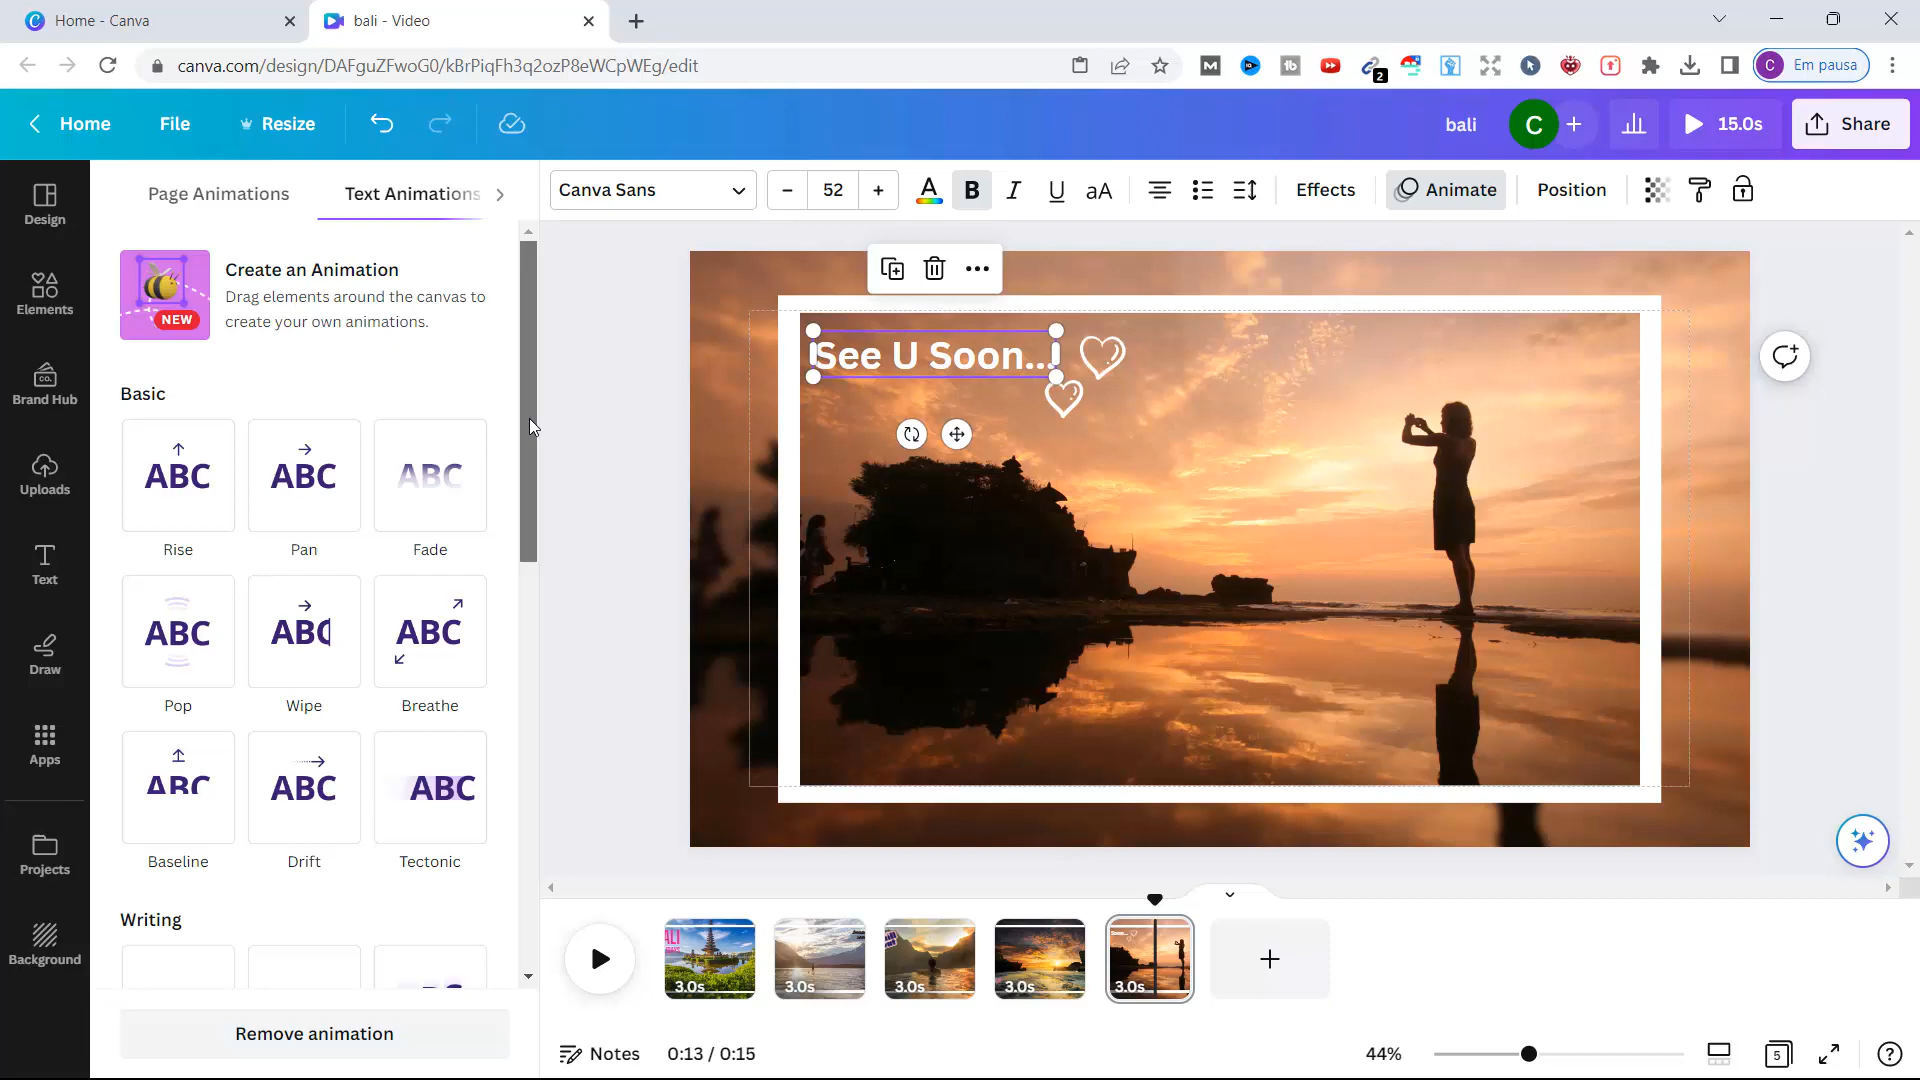 Home - Canva
bali - Video
canva.com/design/DAFguZFwoG0/kBrPiqFh3q2ozP8eWCpWEg/edit
2
C Em pausa
Home File Resize
bali C 15.0s Share
Design
Elements
Brand Hub
Uploads
Text
Draw
Apps
Projects
Background
Page Animations Text Animations
NEW
Create an Animation
Drag elements around the canvas to
create your own animations.
Basic
ABC ABC ABC
Rise Pan Fade
ABC ABC ABC
Pop Wipe Breathe
ABC ABC ABC
Baseline Drift Tectonic
Writing
Remove animation
Canva Sans 52 B I U aA Effects Animate Position
See U Soon...
3.0s 3.0s 3.0s 3.0s 3.0s
Notes 0:13 / 0:15 44% 5